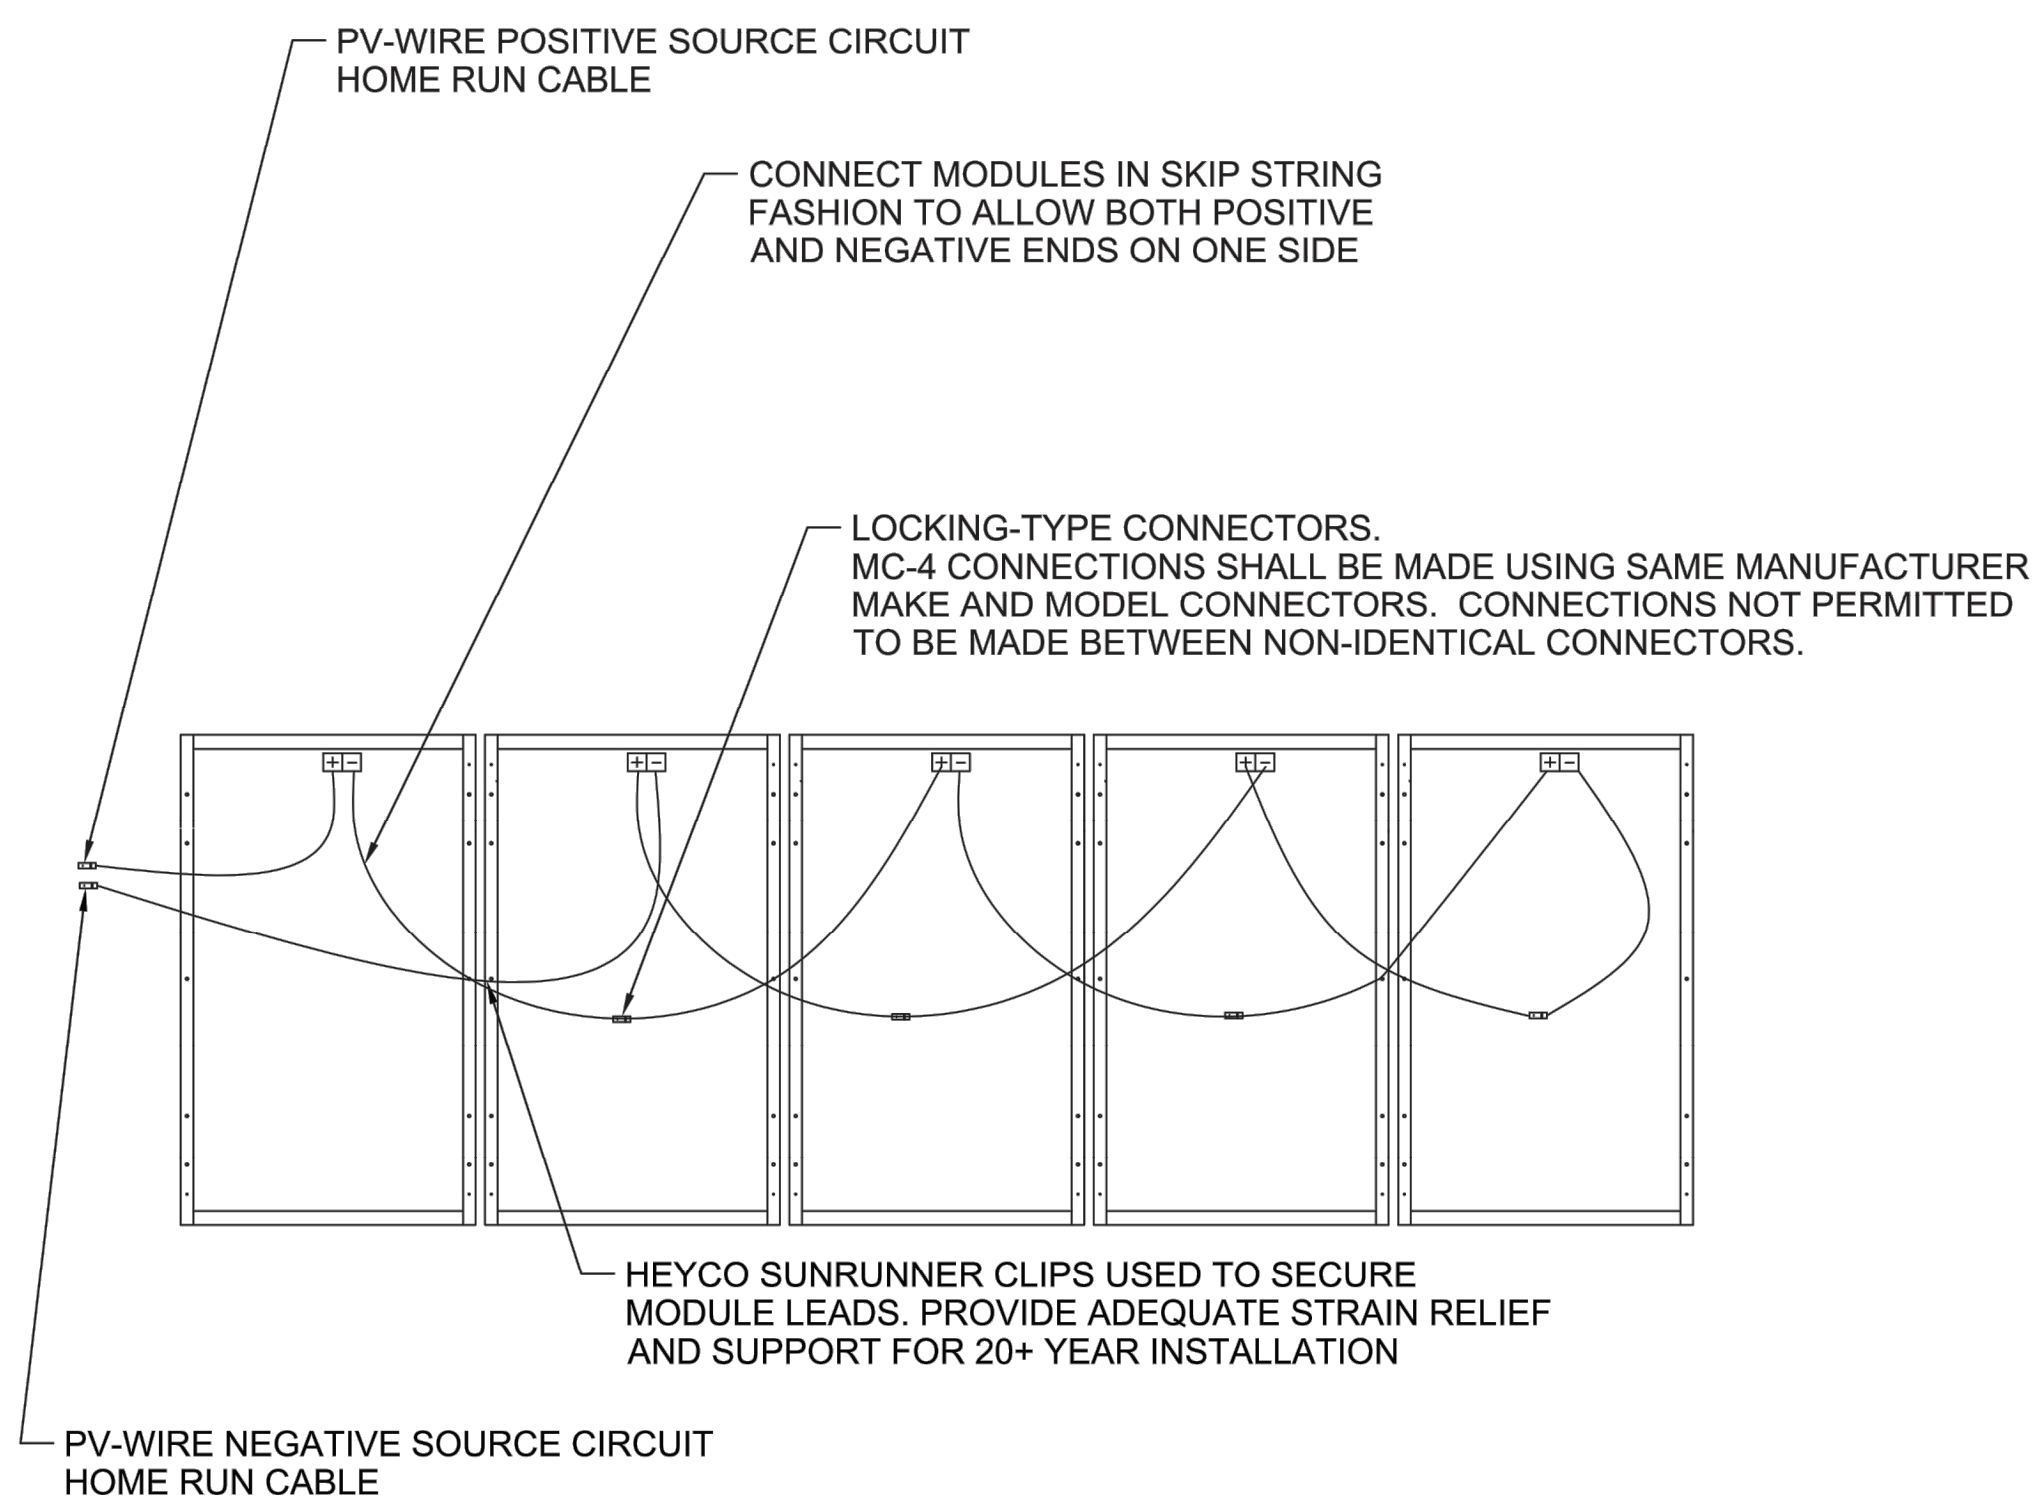 PV-WIRE POSITIVE SOURCE CIRCUIT
HOME RUN CABLE
CONNECT MODULES IN SKIP STRING
FASHION TO ALLOW BOTH POSITIVE
AND NEGATIVE ENDS ON ONE SIDE
LOCKING-TYPE CONNECTORS.
MC-4 CONNECTIONS SHALL BE MADE USING SAME MANUFACTURER
MAKE AND MODEL CONNECTORS.  CONNECTIONS NOT PERMITTED
TO BE MADE BETWEEN NON-IDENTICAL CONNECTORS.
+ - + - + - + - + -
HEYCO SUNRUNNER CLIPS USED TO SECURE
MODULE LEADS. PROVIDE ADEQUATE STRAIN RELIEF
AND SUPPORT FOR 20+ YEAR INSTALLATION
PV-WIRE NEGATIVE SOURCE CIRCUIT
HOME RUN CABLE